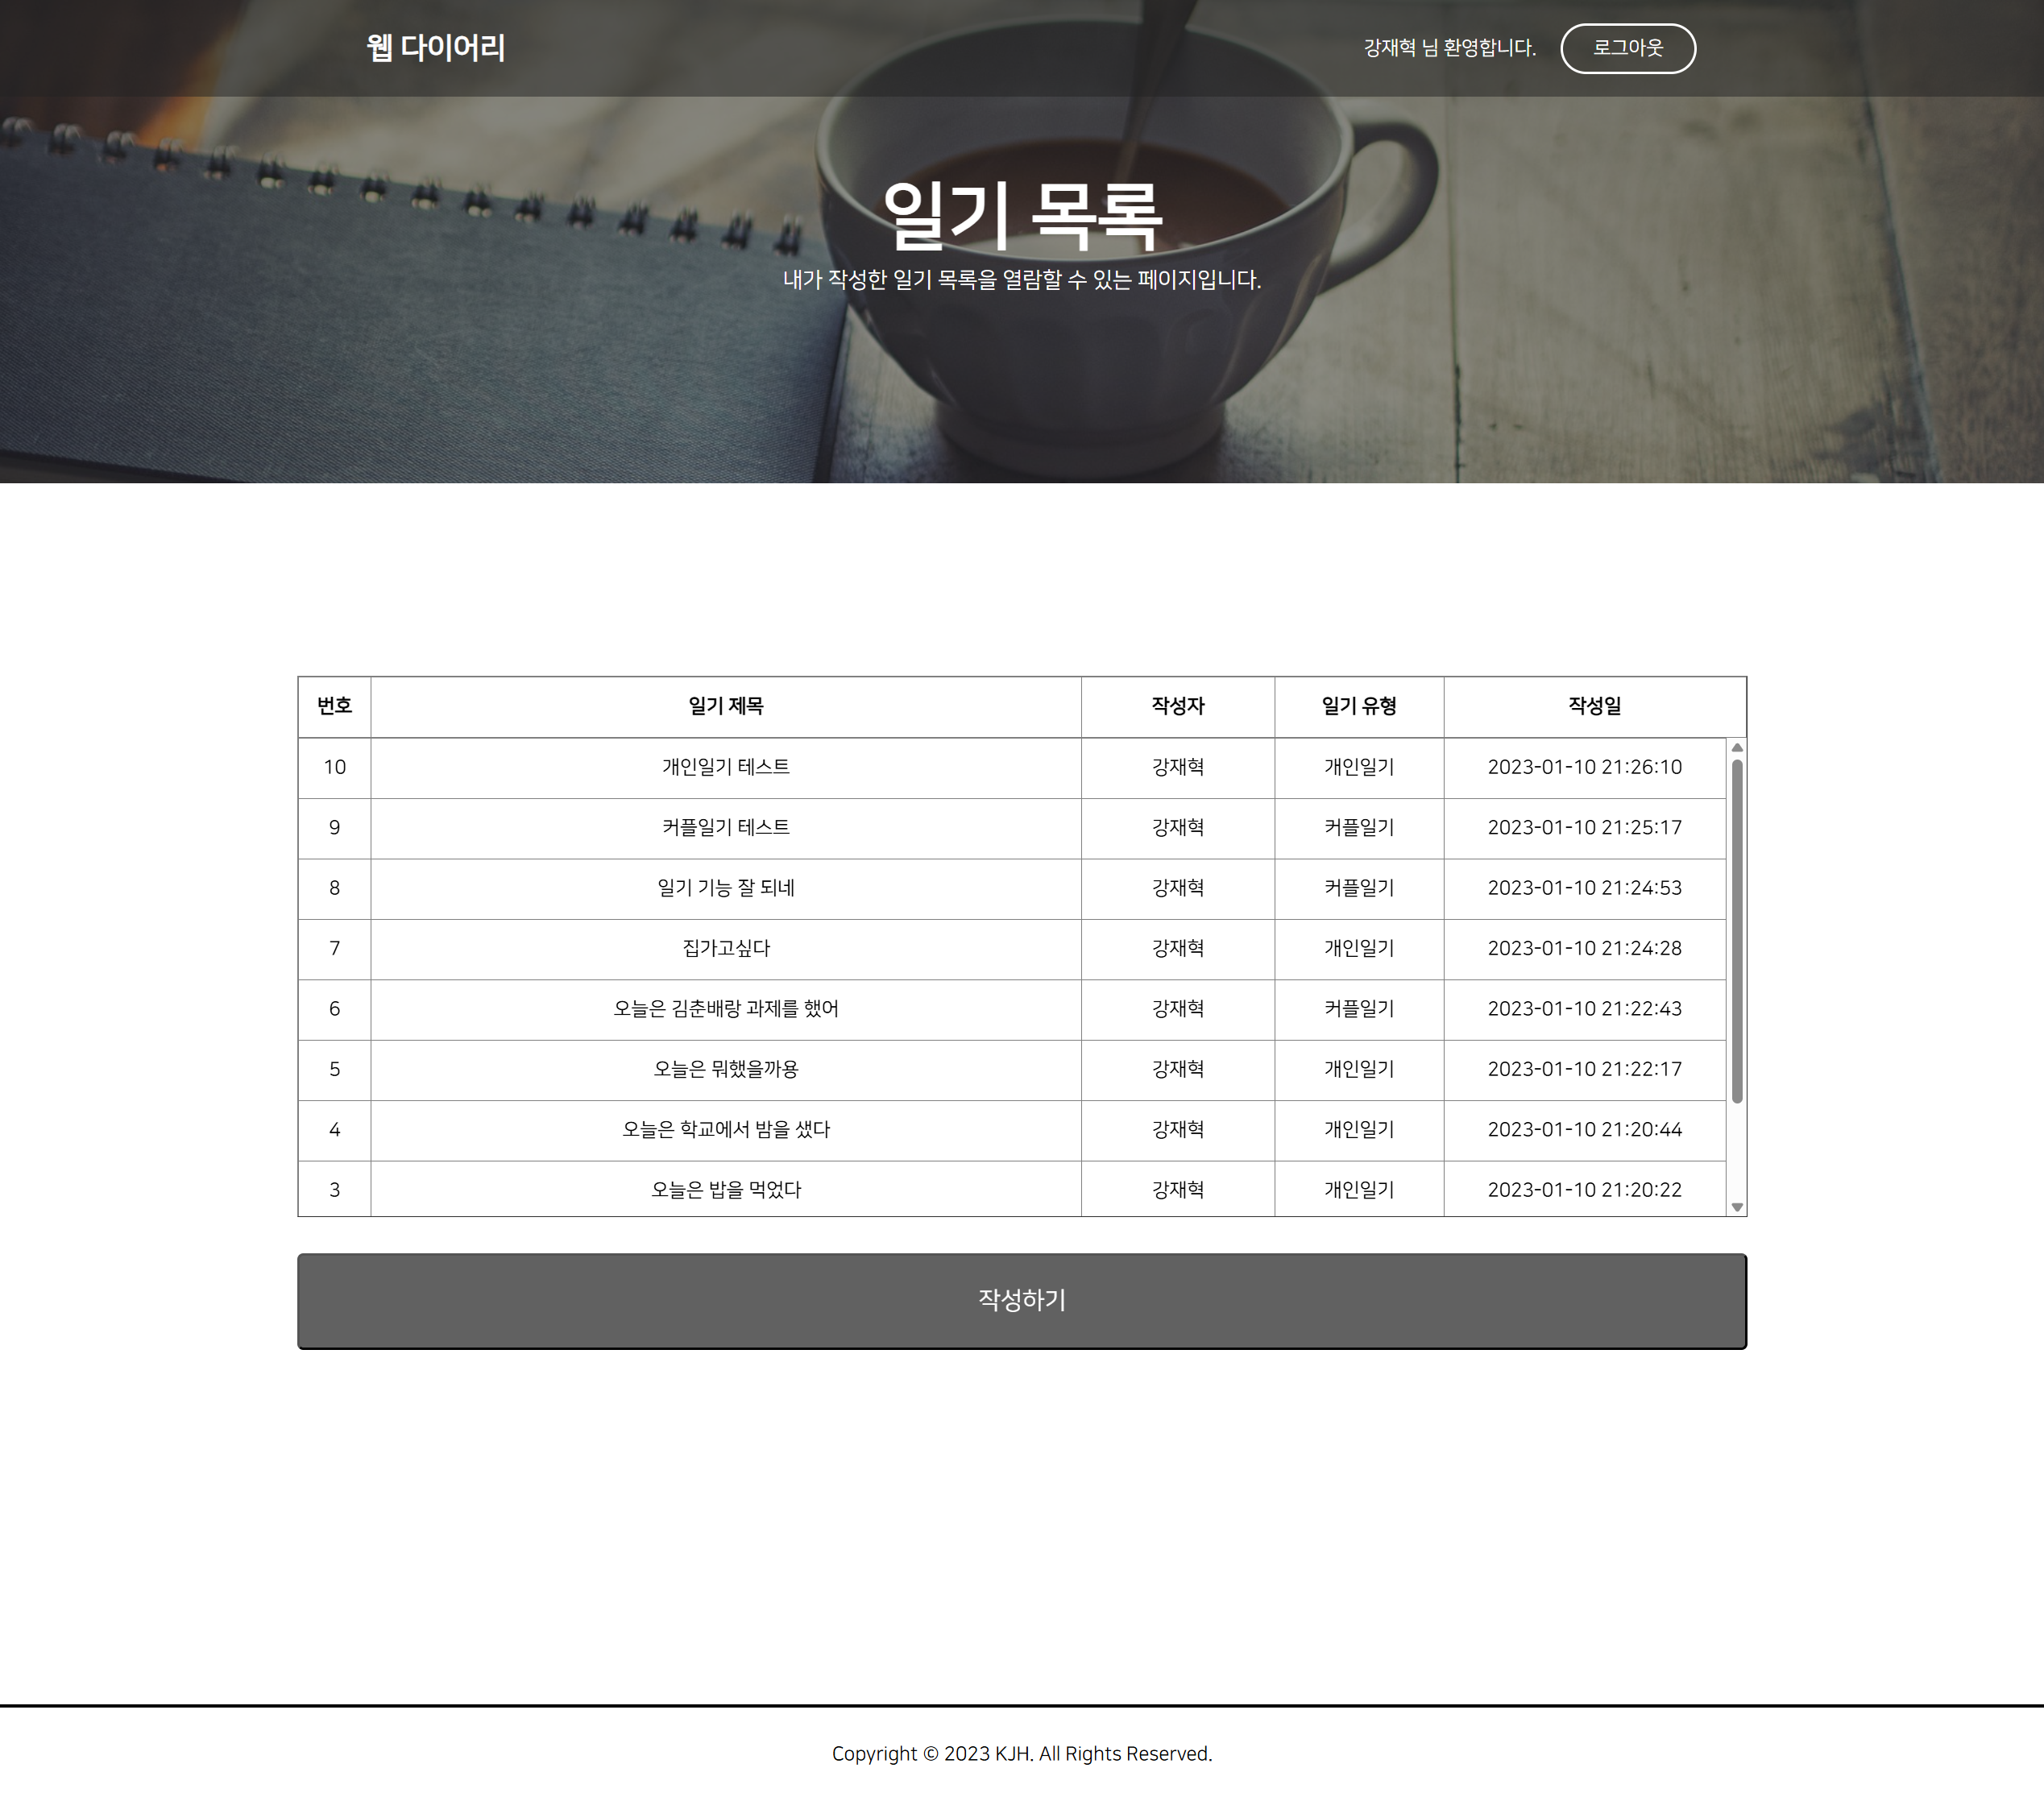 웹 다이어리
강재혁 님 환영합니다. 로그아웃
일기 목록
내가 작성한 일기 목록을 열람할 수 있는 페이지입니다.
번호 일기 제목 작성자 일기 유형 작성일
10 개인일기 테스트 강재혁 개인일기 2023-01-10 21:26:10
9 커플일기 테스트 강재혁 커플일기 2023-01-10 21:25:17
8 일기 기능 잘 되네 강재혁 커플일기 2023-01-10 21:24:53
7 집가고싶다 강재혁 개인일기 2023-01-10 21:24:28
6 오늘은 김춘배랑 과제를 했어 강재혁 커플일기 2023-01-10 21:22:43
5 오늘은 뭐했을까용 강재혁 개인일기 2023-01-10 21:22:17
4 오늘은 학교에서 밤을 샜다 강재혁 개인일기 2023-01-10 21:20:44
3 오늘은 밥을 먹었다 강재혁 개인일기 2023-01-10 21:20:22
작성하기
Copyright © 2023 KJH. All Rights Reserved.